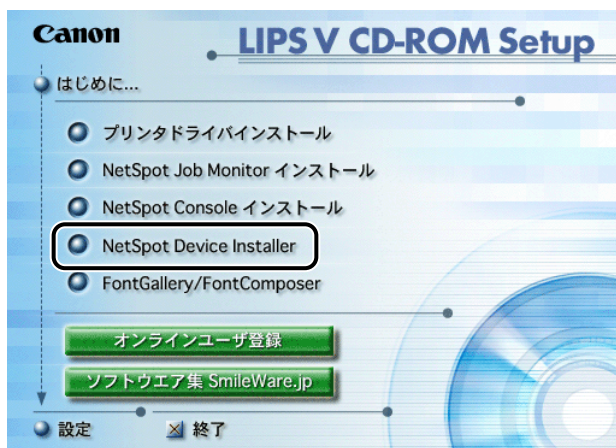 Canon
LIPS V CD-ROM Setup
はじめに...
プリンタドライバインストール
NetSpot Job Monitor インストール
NetSpot Console インストール
NetSpot Device Installer
FontGallery/FontComposer
オンラインユーザ登録
ソフトウエア集 SmileWare.jp
設定
終了